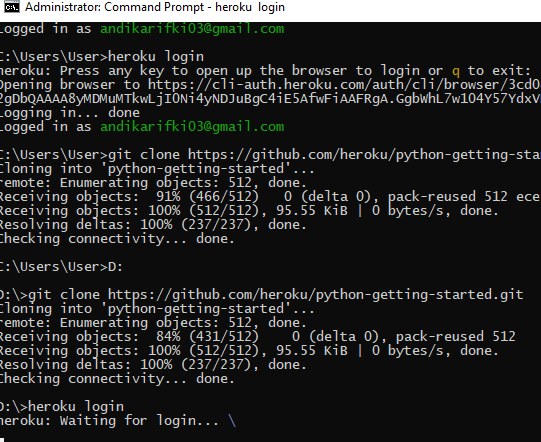 Administrator: Command Prompt - heroku login
Logged in as andikarifki03@gmail.com
C:\Users\User>heroku login
heroku: Press any key to open up the browser to login or q to exit:
Opening browser to https://cli-auth.heroku.com/auth/cli/browser/3cd0
Logging in... done
Logged in as andikarifki03@gmail.com
C:\Users\User>git clone https://github.com/heroku/python-getting-sta
Cloning into 'python-getting-started'...
remote: Enumerating objects: 512, done.
Receiving objects:  91% (466/512)   0 (delta 0), pack-reused 512 ece
Receiving objects: 100% (512/512), 95.55 KiB | 0 bytes/s, done.
Resolving deltas: 100% (237/237), done.
Checking connectivity... done.
C:\Users\User>D:
D:\>git clone https://github.com/heroku/python-getting-started.git
Cloning into 'python-getting-started'...
remote: Enumerating objects: 512, done.
Receiving objects:  84% (431/512)    0 (delta 0), pack-reused 512
Receiving objects: 100% (512/512), 95.55 KiB | 0 bytes/s, done.
Resolving deltas: 100% (237/237), done.
Checking connectivity... done.
D:\>heroku login
heroku: Waiting for login... \